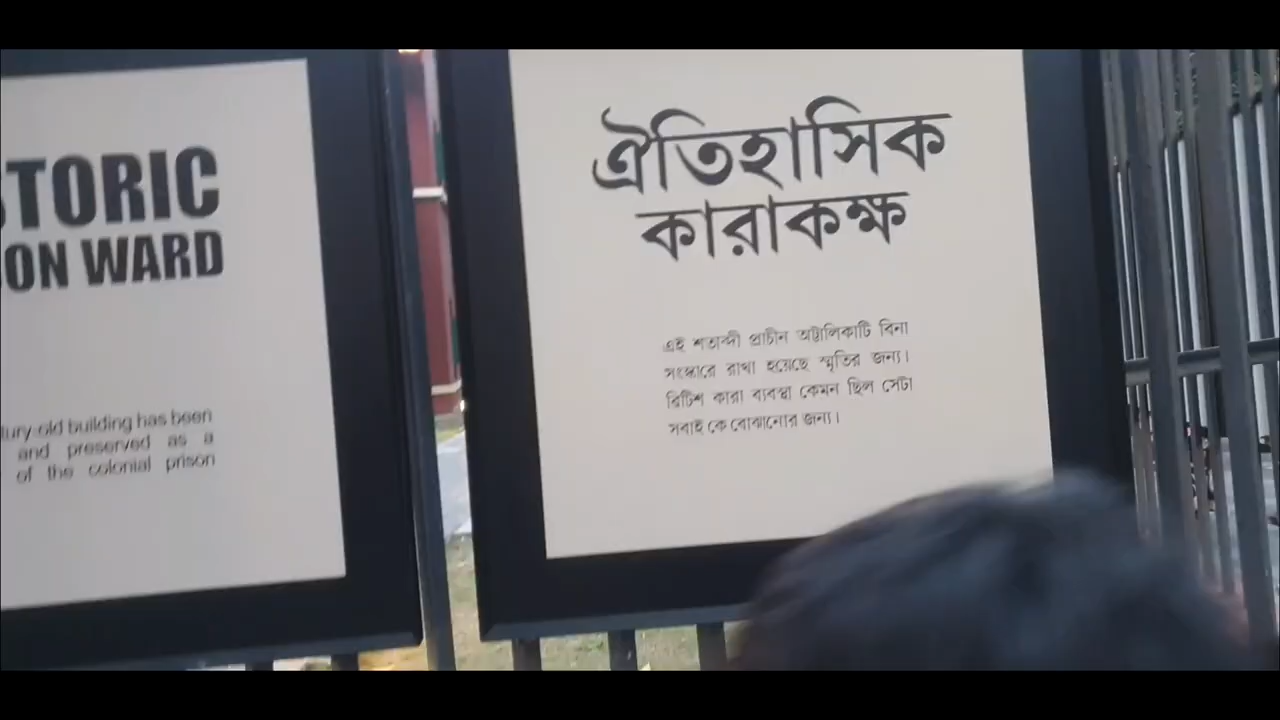 TORIC
ON WARD
tury old building has been
and preserved as a
of the colonial prison
ঐতিহাসিক
কারাকক্ষ
এই শতাব্দী প্রাচীন অট্টালিকাটি বিনা
সংস্কারে রাখা হয়েছে স্মৃতির জন্য।
ব্রিটিশ কারা ব্যবস্থা কেমন ছিল সেটা
সবাই কে বোঝানোর জন্য।